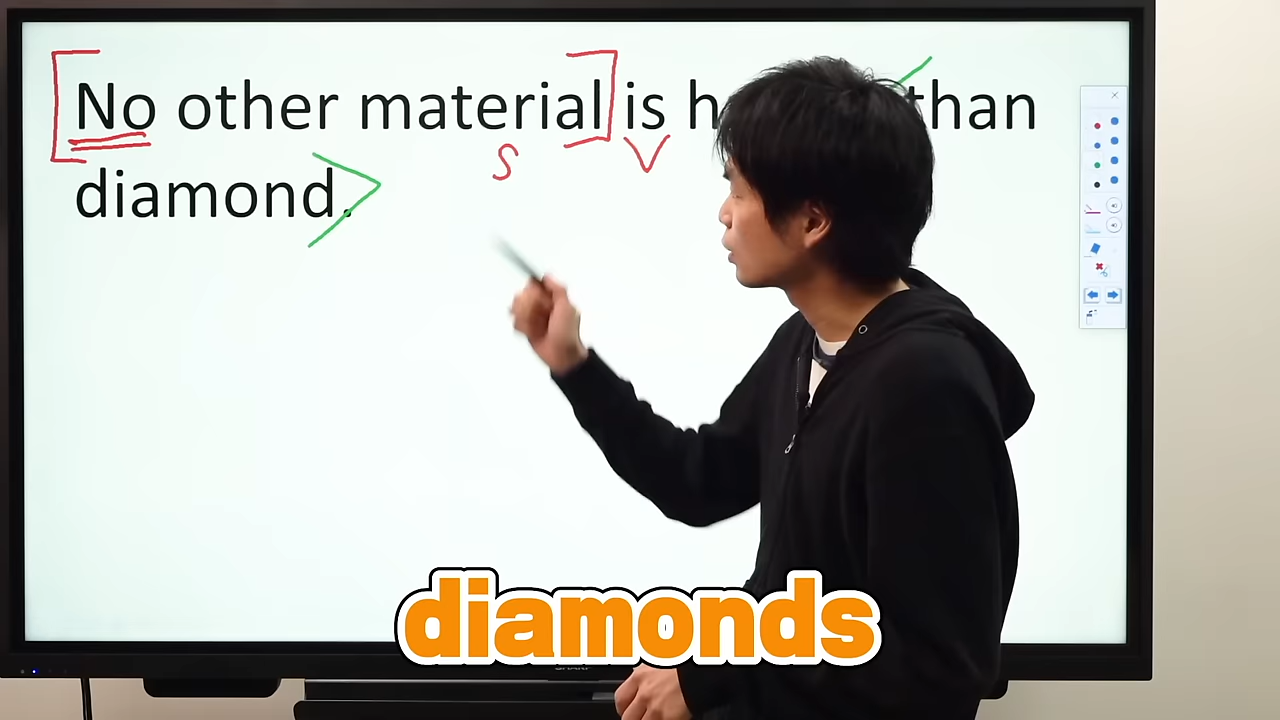 No other material is than
diamond.
S V
diamonds